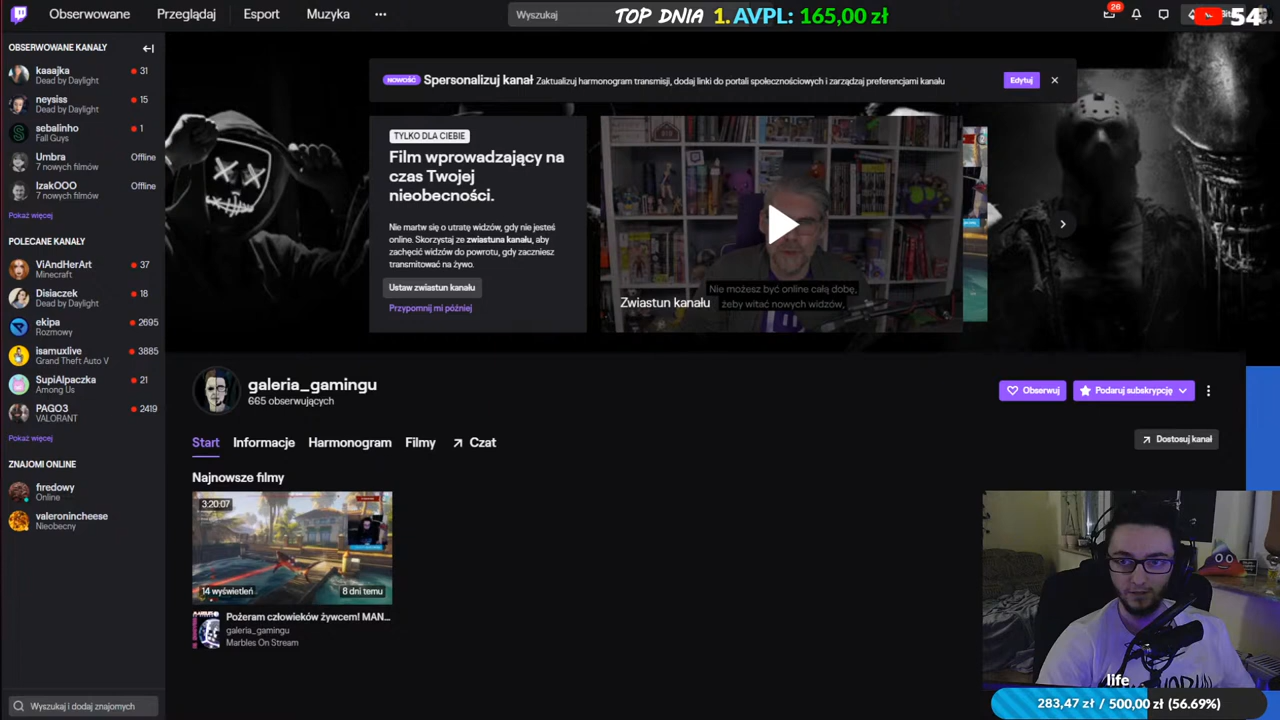 Obserwowane
Przeglądaj
Esport
Muzyka
Wyszukaj
TOP DNIA 1. AVPL: 165,00 zł
26
54
OBSERWOWANE KANAŁY
kaaajka
31
Dead by Daylight
neysiss
15
Dead by Daylight
sebalinho
1
Fall Guys
Umbra
Offline
7 nowych filmów
IzakOOO
Offline
7 nowych filmów
Pokaż więcej
POLECANE KANAŁY
ViAndHerArt
37
Minecraft
Disiaczek
18
Dead by Daylight
ekipa
2695
Rozmowy
isamuxlive
3885
Grand Theft Auto V
SupiAlpaczka
21
Among Us
PAGO3
2419
VALORANT
Pokaż więcej
ZNAJOMI ONLINE
firedowy
Online
valeronincheese
Nieobecny
Wyszukaj i dodaj znajomych
NOWOŚĆ Spersonalizuj kanał Zaktualizuj harmonogram transmisji, dodaj linki do portali społecznościowych i zarządzaj preferencjami kanału
Edytuj
TYLKO DLA CIEBIE
Film wprowadzający na
czas Twojej
nieobecności.
Nie martw się o utratę widzów, gdy nie jesteś
online. Skorzystaj ze zwiastuna kanału, aby
zachęcić widzów do powrotu, gdy zaczniesz
transmitować na żywo.
Ustaw zwiastun kanału
Przypomnij mi później
Zwiastun kanału
Nie możesz być online całą dobę,
żeby witać nowych widzów,
galeria_gamingu
665 obserwujących
Obserwuj
Podaruj subskrypcję
Start
Informacje
Harmonogram
Filmy
Czat
Dostosuj kanał
Najnowsze filmy
3:20:07
14 wyświetleń
8 dni temu
Pożeram człowieków żywcem! MAN...
galeria_gamingu
Marbles On Stream
life
283,47 zł / 500,00 zł (56.69%)